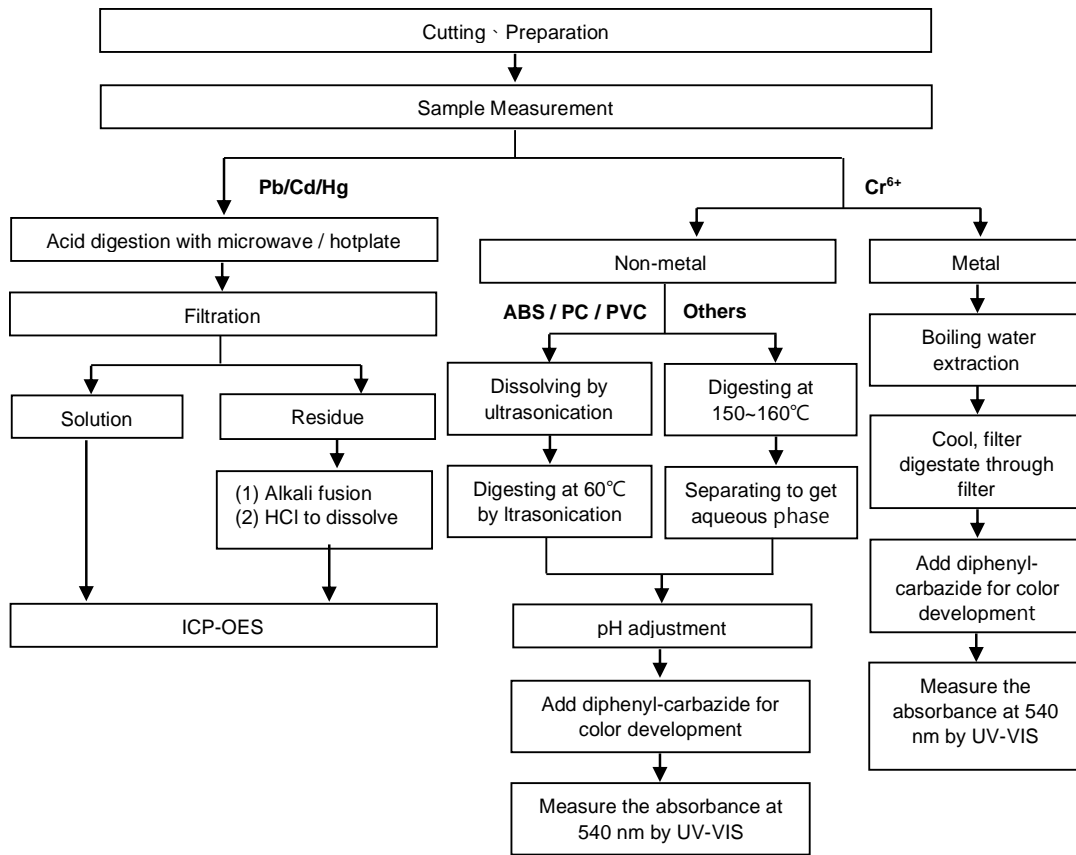 Cutting、Preparation
Sample Measurement
Pb/Cd/Hg
Cr⁶⁺
Acid digestion with microwave / hotplate
Filtration
Solution
Residue
(1) Alkali fusion
(2) HCl to dissolve
ICP-OES
Non-metal
ABS / PC / PVC
Others
Dissolving by
ultrasonication
Digesting at 60℃
by ltrasonication
Digesting at
150~160℃
Separating to get
aqueous phase
pH adjustment
Add diphenyl-carbazide for
color development
Measure the absorbance at
540 nm by UV-VIS
Metal
Boiling water
extraction
Cool, filter
digestate through
filter
Add diphenyl-
carbazide for color
development
Measure the
absorbance at 540
nm by UV-VIS